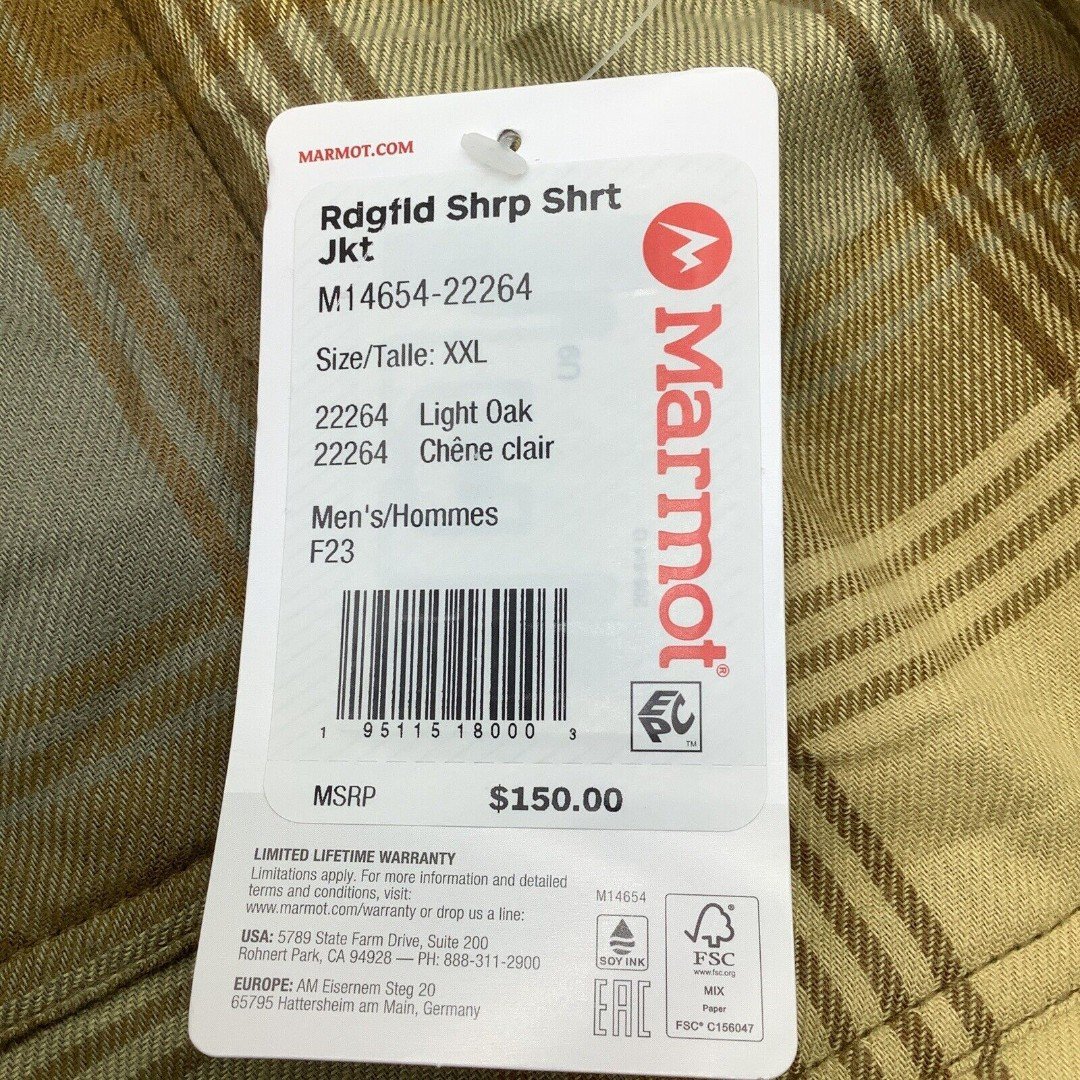 MARMOT.COM
Rdgfld Shrp Shrt
Jkt
M14654-22264
Size/Talle: XXL
22264 Light Oak
22264 Chêne clair
Men's/Hommes
F23
1 95115 18000 3
MSRP $150.00
Marmot®
EPC
TM
LIMITED LIFETIME WARRANTY
Limitations apply. For more information and detailed
terms and conditions, visit:
www.marmot.com/warranty or drop us a line:
USA: 5789 State Farm Drive, Suite 200
Rohnert Park, CA 94928 — PH: 888-311-2900
EUROPE: AM Eisernem Steg 20
65795 Hattersheim am Main, Germany
M14654
SOY INK
EAC
FSC
www.fsc.org
MIX
Paper
FSC® C156047